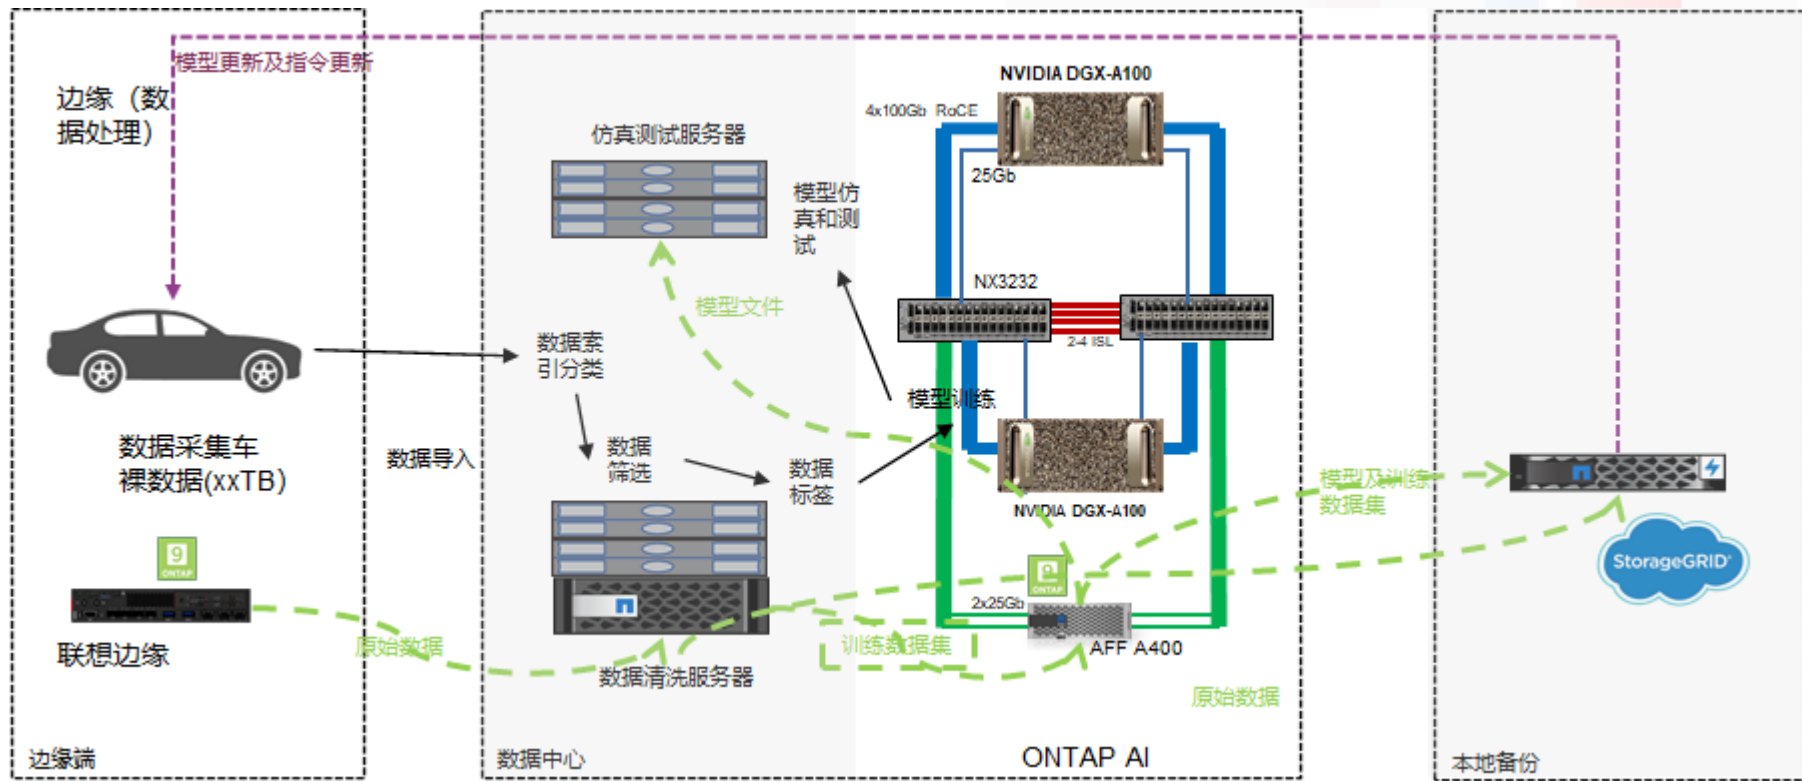 模型更新及指令更新
边缘（数
据处理）
数据采集车
裸数据(xxTB）
9
ONTAP
联想边缘
边缘端
数据导入
原始数据
仿真测试服务器
模型仿
真和测
试
模型文件
数据索
引分类
数据
筛选
数据
标签
模型训练
数据清洗服务器
训练数据集
数据中心
NVIDIA DGX-A100
4x100Gb RoCE
25Gb
NX3232
2-4 ISL
NVIDIA DGX-A100
9
ONTAP
2x25Gb
AFF A400
原始数据
ONTAP AI
模型及训练
数据集
StorageGRID
本地备份